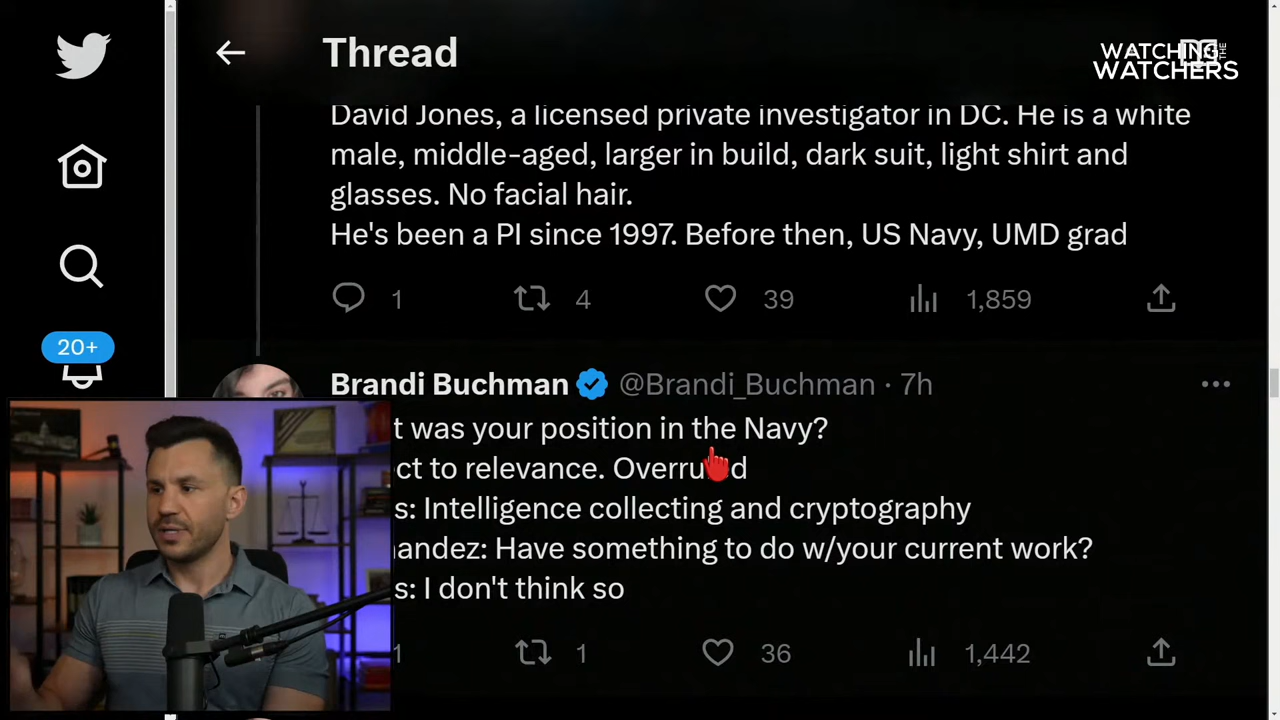 Thread
WATCHING THE
WATCHERS
David Jones, a licensed private investigator in DC. He is a white
male, middle-aged, larger in build, dark suit, light shirt and
glasses. No facial hair.
He's been a PI since 1997. Before then, US Navy, UMD grad
1 4 39 1,859
20+
Brandi Buchman @Brandi_Buchman · 7h
was your position in the Navy?
to relevance.
Intelligence collecting and cryptography
Have something to do w/your current work?
I don't think so
1 1 36 1,442